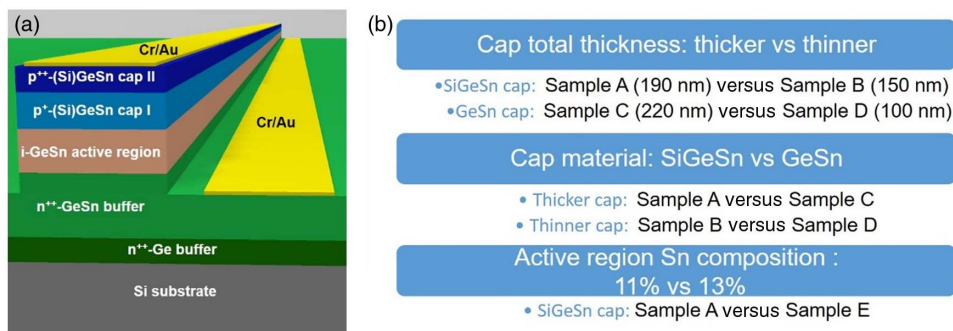 (a)
Cr/Au
p⁺⁺-(Si)GeSn cap II
p⁺-(Si)GeSn cap I
Cr/Au
i-GeSn active region
n⁺⁺-GeSn buffer
n⁺⁺-Ge buffer
Si substrate
(b)
Cap total thickness: thicker vs thinner
•SiGeSn cap: Sample A (190 nm) versus Sample B (150 nm)
•GeSn cap: Sample C (220 nm) versus Sample D (100 nm)
Cap material: SiGeSn vs GeSn
• Thicker cap: Sample A versus Sample C
• Thinner cap: Sample B versus Sample D
Active region Sn composition :
11% vs 13%
• SiGeSn cap: Sample A versus Sample E